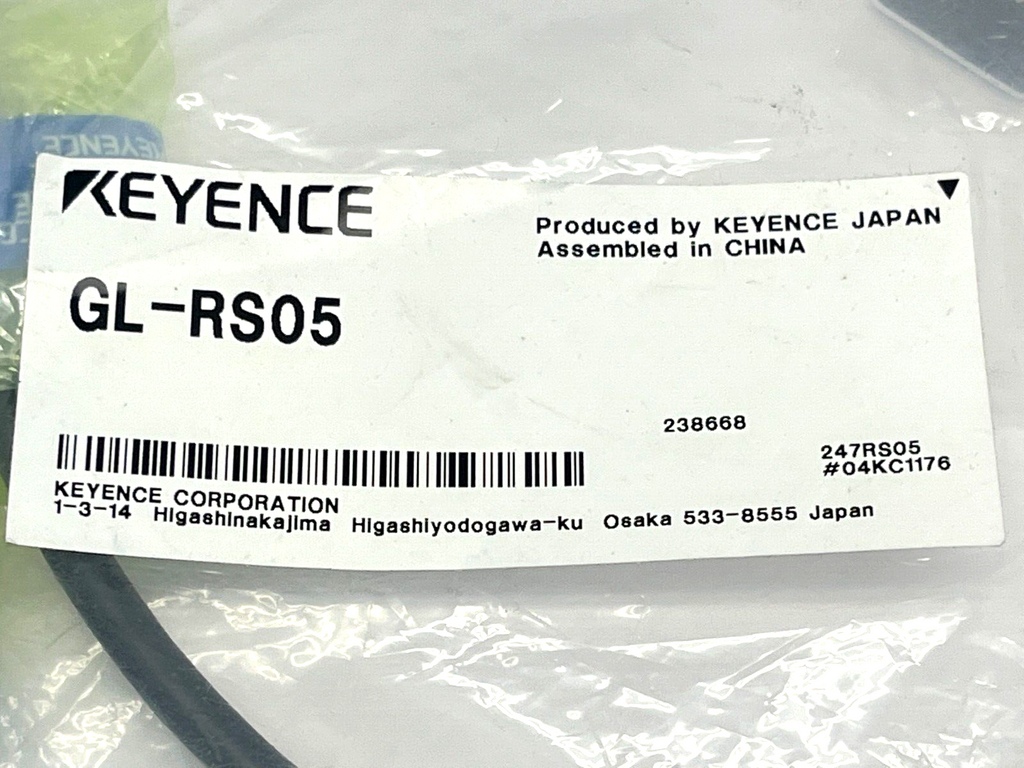 KEYENCE
KEYENCE
Produced by KEYENCE JAPAN
Assembled in CHINA
GL-RS05
238668
247RS05
#04KC1176
KEYENCE CORPORATION
1-3-14 Higashinakajima Higashiyodogawa-ku Osaka 533-8555 Japan